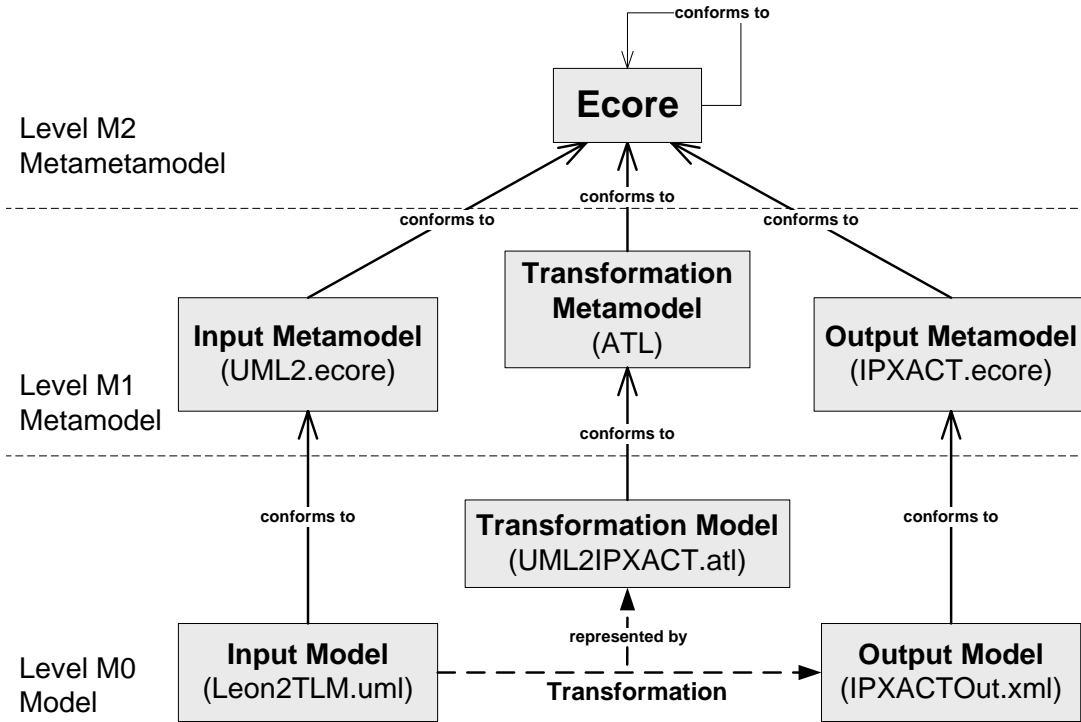 conforms to
Ecore
Level M2
Metametamodel
conforms to
conforms to
conforms to
Transformation
Metamodel
(ATL)
Input Metamodel
(UML2.ecore)
Output Metamodel
(IPXACT.ecore)
Level M1
Metamodel
conforms to
conforms to
conforms to
Transformation Model
(UML2IPXACT.atl)
represented by
Level M0
Model
Input Model
(Leon2TLM.uml)
Transformation
Output Model
(IPXACTOut.xml)